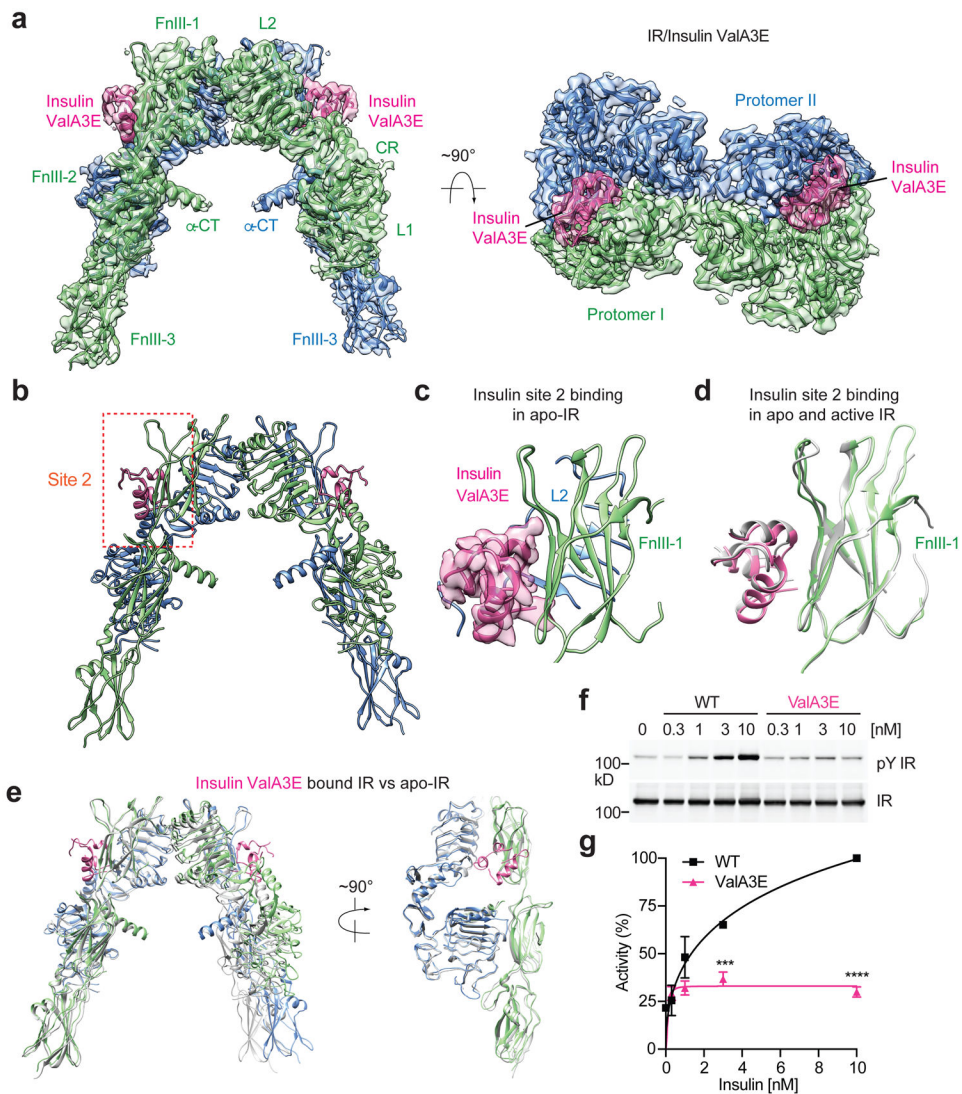 a
FnIII-1
L2
IR/Insulin ValA3E
Insulin
ValA3E
Insulin
ValA3E
CR
FnIII-2
α-CT
α-CT
L1
FnIII-3
FnIII-3
~90°
Protomer II
Insulin
ValA3E
Insulin
ValA3E
Protomer I
b
Site 2
c
Insulin site 2 binding
in apo-IR
Insulin
ValA3E
L2
FnIII-1
d
Insulin site 2 binding
in apo and active IR
FnIII-1
e
Insulin ValA3E bound IR vs apo-IR
~90°
f
WT
ValA3E
0 0.3 1 3 10 0.3 1 3 10 [nM]
100
kD
pY IR
100
IR
g
WT
ValA3E
100
75
50
25
0
Activity (%)
***
****
0 2 4 6 8 10
Insulin [nM]